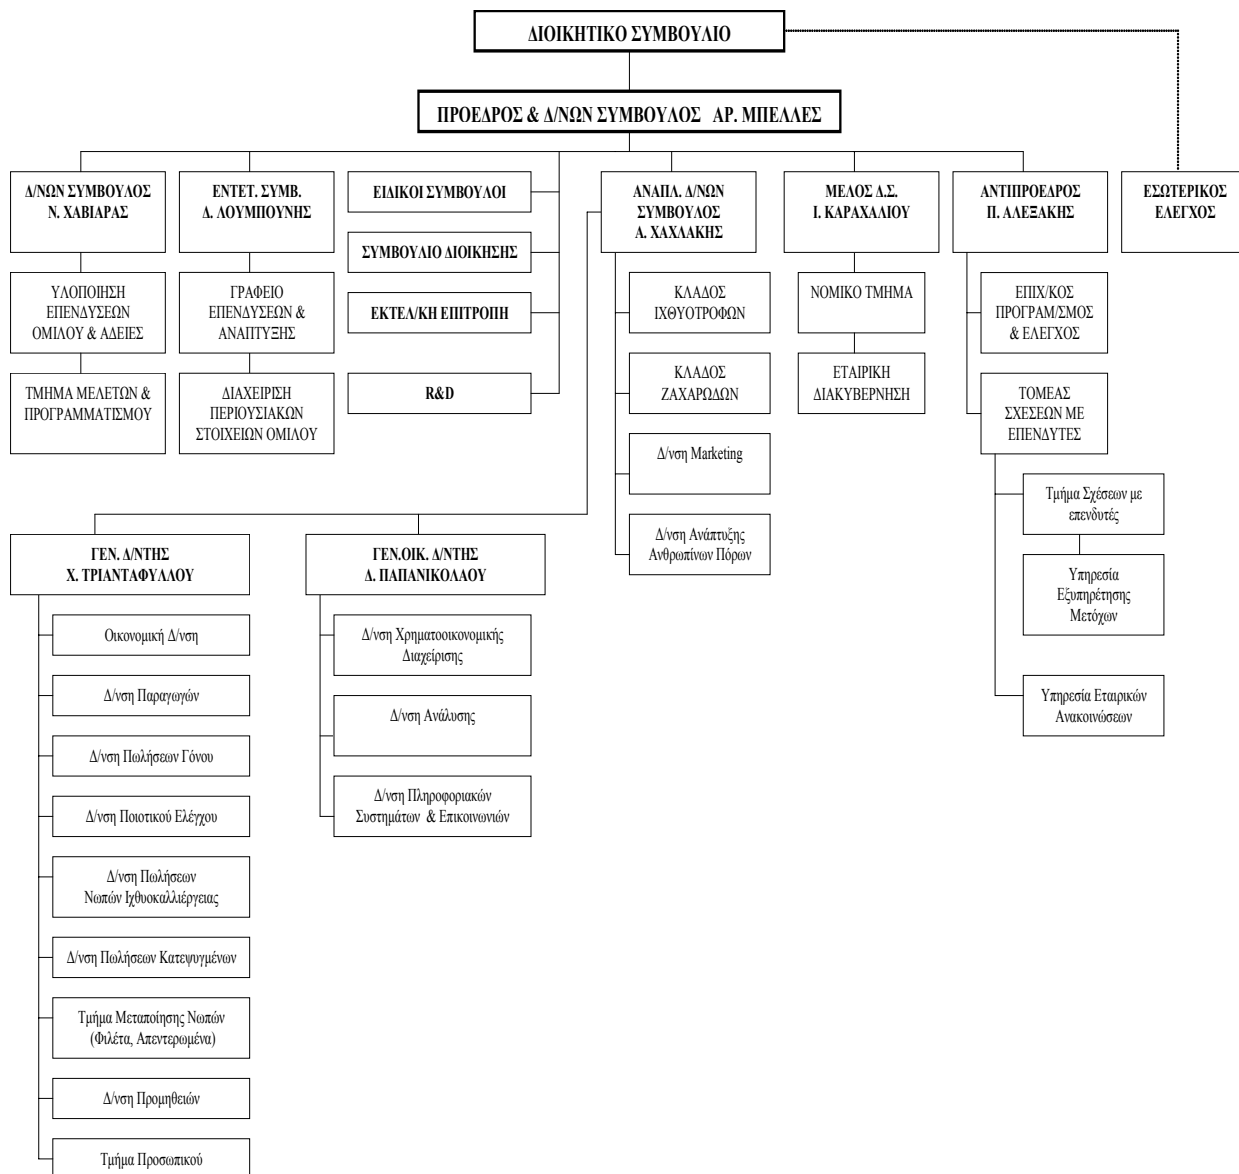 ΔΙΟΙΚΗΤΙΚΟ ΣΥΜΒΟΥΛΙΟ
ΠΡΟΕΔΡΟΣ & Δ/ΝΩΝ ΣΥΜΒΟΥΛΟΣ ΑΡ. ΜΠΕΛΛΕΣ
Δ/ΝΩΝ ΣΥΜΒΟΥΛΟΣ
Ν. ΧΑΒΙΑΡΑΣ
ΥΛΟΠΟΙΗΣΗ
ΕΠΕΝΔΥΣΕΩΝ
ΟΜΙΛΟΥ & ΑΔΕΙΕΣ
ΤΜΗΜΑ ΜΕΛΕΤΩΝ &
ΠΡΟΓΡΑΜΜΑΤΙΣΜΟΥ
ΕΝΤΕΤ. ΣΥΜΒ.
Δ. ΛΟΥΜΠΟΥΝΗΣ
ΓΡΑΦΕΙΟ
ΕΠΕΝΔΥΣΕΩΝ &
ΑΝΑΠΤΥΞΗΣ
ΔΙΑΧΕΙΡΙΣΗ
ΠΕΡΙΟΥΣΙΑΚΩΝ
ΣΤΟΙΧΕΙΩΝ ΟΜΙΛΟΥ
ΕΙΔΙΚΟΙ ΣΥΜΒΟΥΛΟΙ
ΣΥΜΒΟΥΛΙΟ ΔΙΟΙΚΗΣΗΣ
ΕΚΤΕΛ/ΚΗ ΕΠΙΤΡΟΠΗ
R&D
ΑΝΑΠΛ. Δ/ΝΩΝ
ΣΥΜΒΟΥΛΟΣ
Α. ΧΑΧΛΑΚΗΣ
ΚΛΑΔΟΣ
ΙΧΘΥΟΤΡΟΦΩΝ
ΚΛΑΔΟΣ
ΖΑΧΑΡΩΔΩΝ
Δ/νση Marketing
Δ/νση Ανάπτυξης
Ανθρωπίνων Πόρων
ΜΕΛΟΣ Δ.Σ.
Ι. ΚΑΡΑΧΑΛΙΟΥ
ΝΟΜΙΚΟ ΤΜΗΜΑ
ΕΤΑΙΡΙΚΗ
ΔΙΑΚΥΒΕΡΝΗΣΗ
ΑΝΤΙΠΡΟΕΔΡΟΣ
Π. ΑΛΕΞΑΚΗΣ
ΕΠΙΧ/ΚΟΣ
ΠΡΟΓΡΑΜ/ΣΜΟΣ
& ΕΛΕΓΧΟΣ
ΤΟΜΕΑΣ
ΣΧΕΣΕΩΝ ΜΕ
ΕΠΕΝΔΥΤΕΣ
Τμήμα Σχέσεων με
επενδυτές
Υπηρεσία
Εξυπηρέτησης
Μετόχων
Υπηρεσία Εταιρικών
Ανακοινώσεων
ΕΣΩΤΕΡΙΚΟΣ
ΕΛΕΓΧΟΣ
ΓΕΝ. Δ/ΝΤΗΣ
Χ. ΤΡΙΑΝΤΑΦΥΛΛΟΥ
Οικονομική Δ/νση
Δ/νση Παραγωγών
Δ/νση Πωλήσεων Γόνου
Δ/νση Ποιοτικού Ελέγχου
Δ/νση Πωλήσεων
Νωπών Ιχθυοκαλλιέργειας
Δ/νση Πωλήσεων Κατεψυγμένων
Τμήμα Μεταποίησης Νωπών
(Φιλέτα, Απεντερωμένα)
Δ/νση Προμηθειών
Τμήμα Προσωπικού
ΓΕΝ.ΟΙΚ. Δ/ΝΤΗΣ
Δ. ΠΑΠΑΝΙΚΟΛΑΟΥ
Δ/νση Χρηματοοικονομικής
Διαχείρισης
Δ/νση Ανάλυσης
Δ/νση Πληροφοριακών
Συστημάτων & Επικοινωνιών